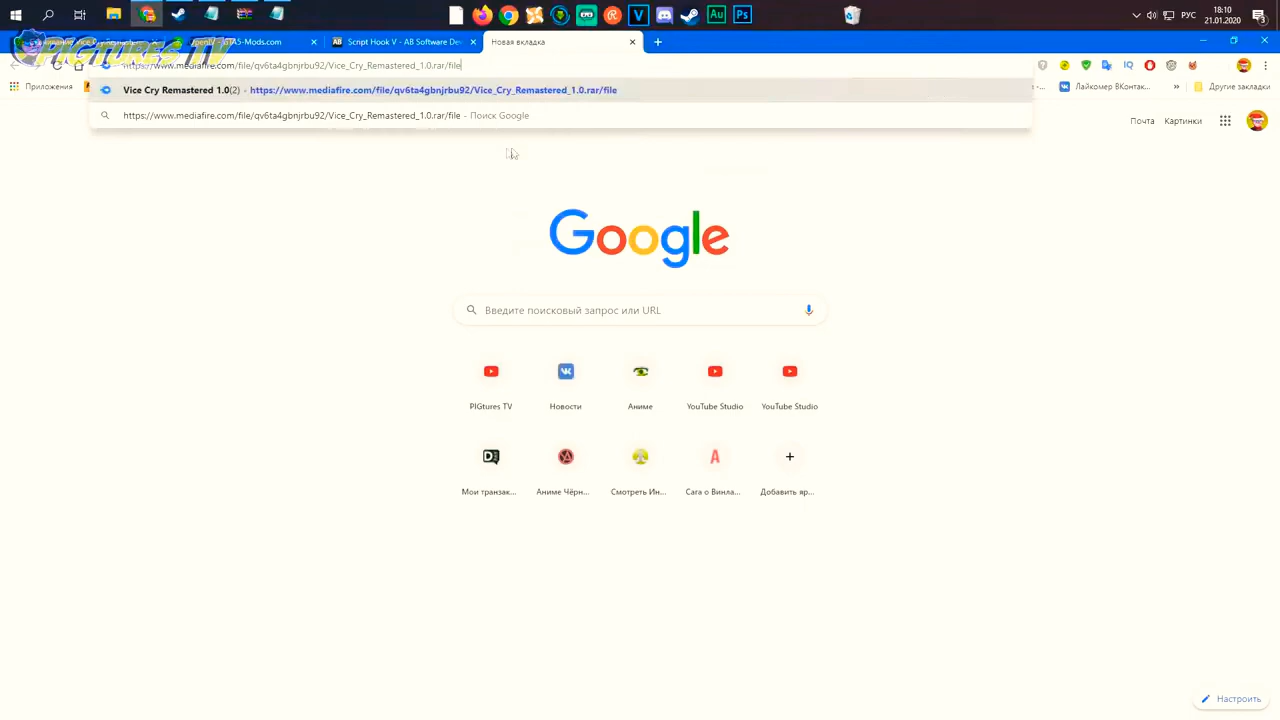 18:10
РУС
21.01.2020
PIGtures TV
OpenIV - GTA5-Mods.com
Script Hook V - AB Software Dev
Новая вкладка
https://www.mediafire.com/file/qv6ta4gbnjrbu92/Vice_Cry_Remastered_1.0.rar/file
Приложения
Vice Cry Remastered 1.0(2) - https://www.mediafire.com/file/qv6ta4gbnjrbu92/Vice_Cry_Remastered_1.0.rar/file
Лайкомер ВКонтак...
»
Другие закладки
https://www.mediafire.com/file/qv6ta4gbnjrbu92/Vice_Cry_Remastered_1.0.rar/file - Поиск Google
Почта
Картинки
Google
Введите поисковый запрос или URL
PIGtures TV
Новости
Аниме
YouTube Studio
YouTube Studio
Мои транзак...
Аниме Чёрн...
Смотреть Ин...
Сага о Винла...
Добавить яр...
Настроить